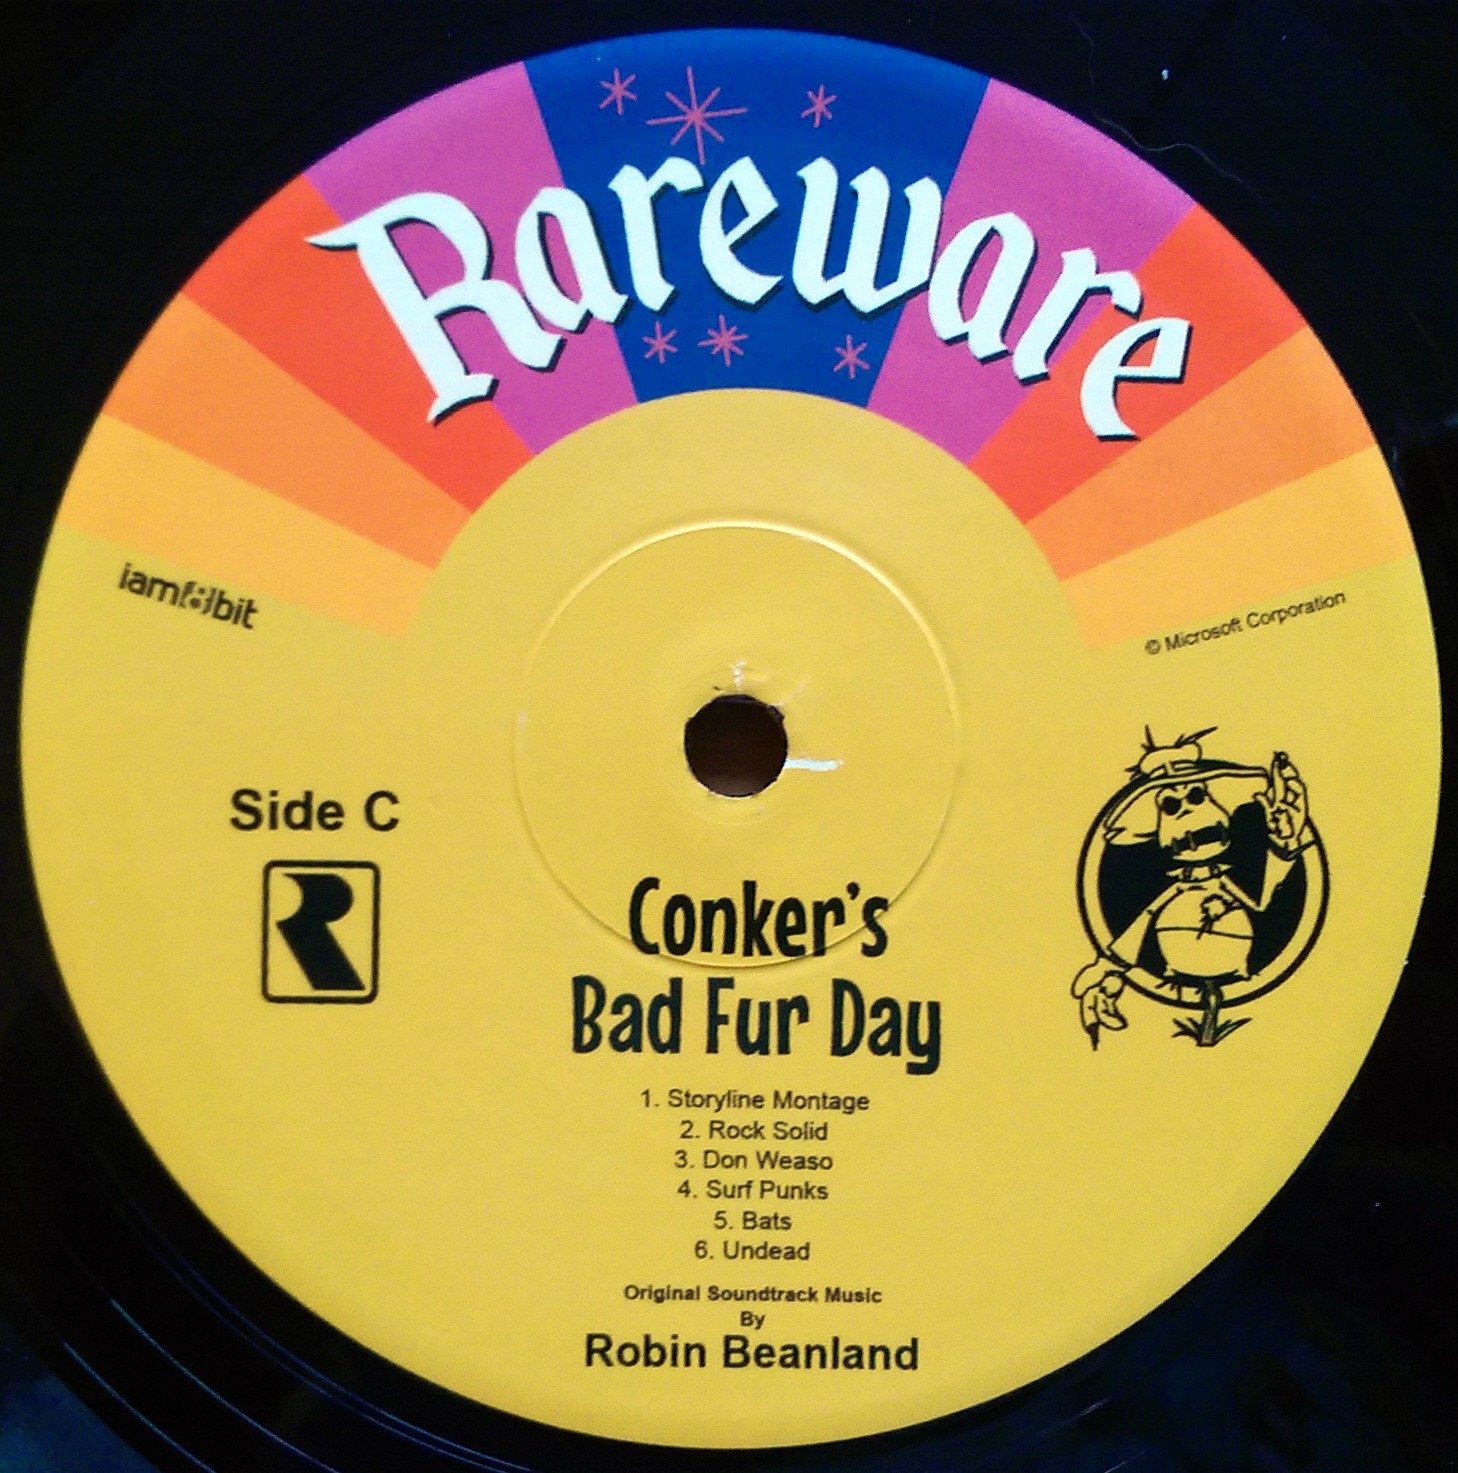 Rareware
iam8bit
© Microsoft Corporation
Side C
R
Conker's
Bad Fur Day
1. Storyline Montage
2. Rock Solid
3. Don Weaso
4. Surf Punks
5. Bats
6. Undead
Original Soundtrack Music
By
Robin Beanland